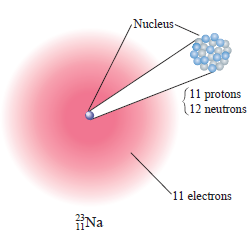 Nucleus
11 protons
12 neutrons
11 electrons
²³₁₁Na